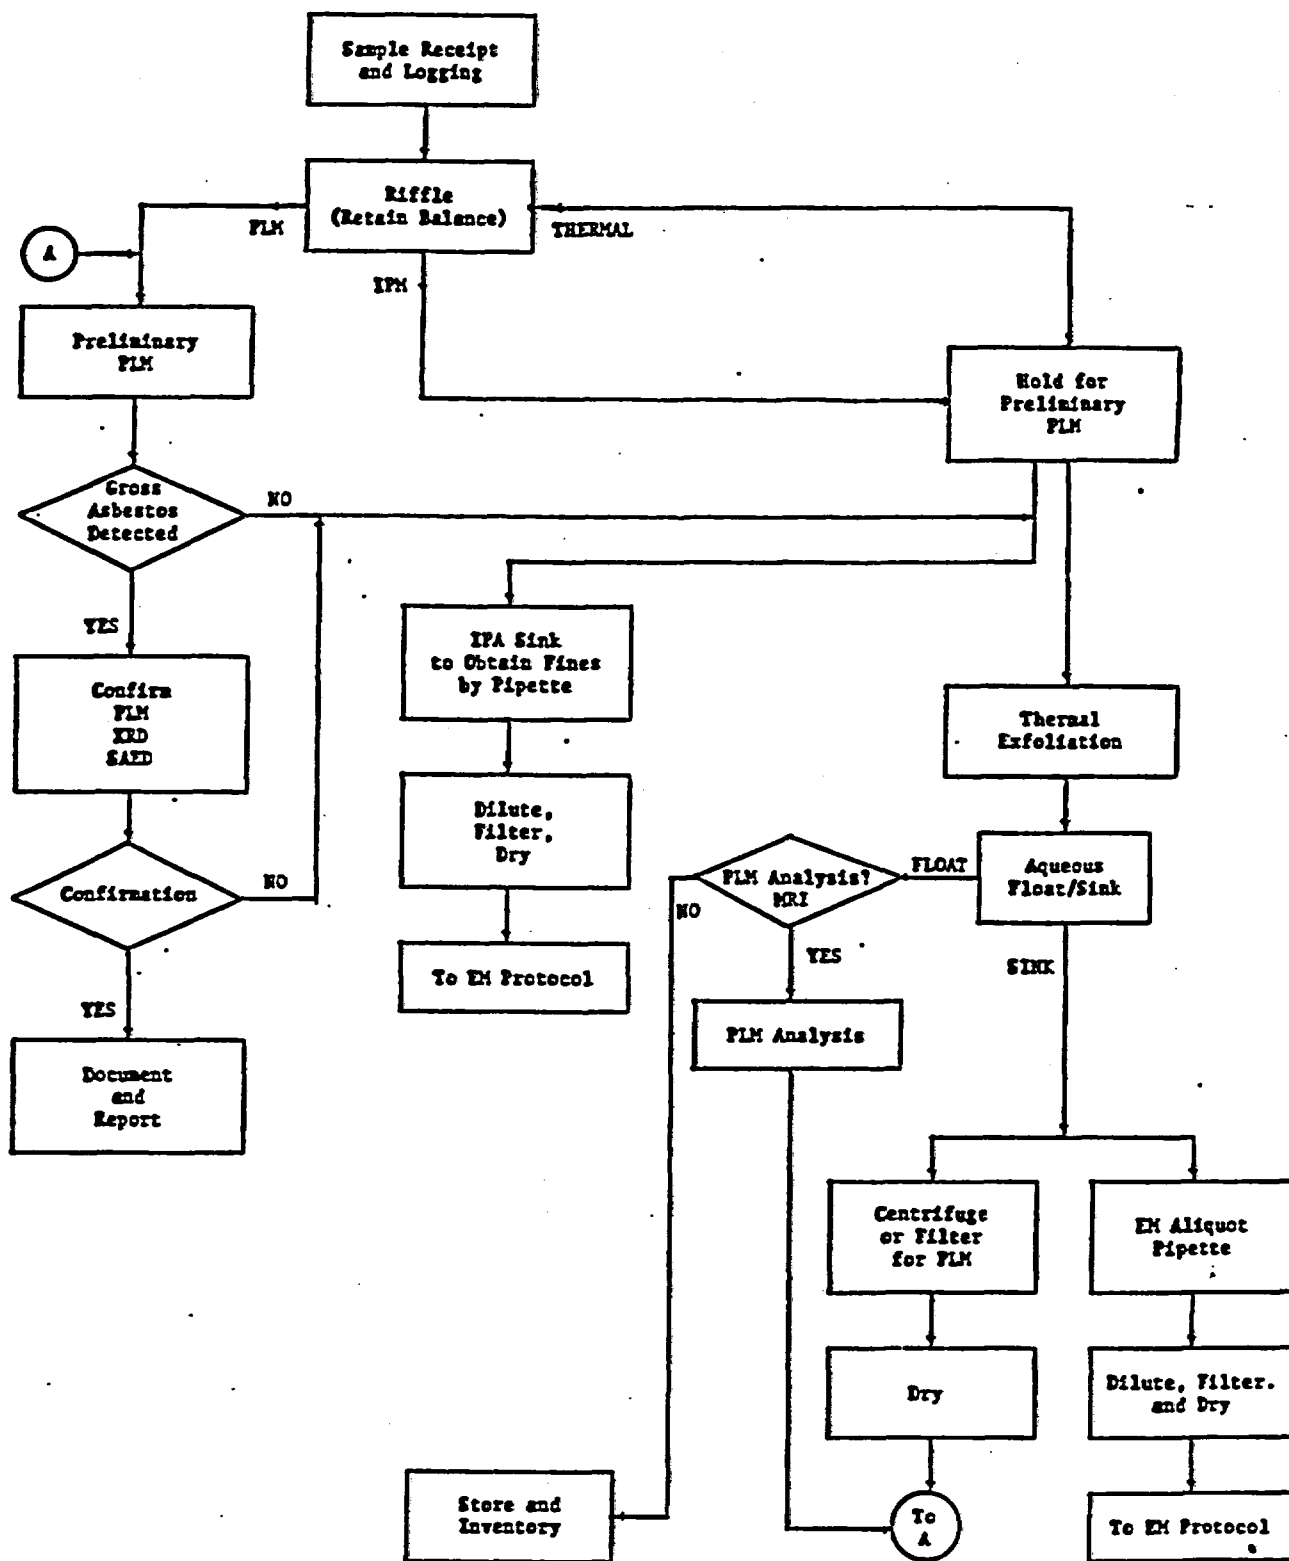 Sample Receipt
and Logging
Riffle
(Retain Balance)
PLM
THERMAL
A
XPM
Preliminary
PLM
Hold for
Preliminary
PLM
Gross
Asbestos
Detected
NO
YES
IPA Sink
to Obtain Fines
by Pipette
Confirm
PLM
XRD
SAED
Thermal
Exfoliation
Dilute,
Filter,
Dry
PLM Analysis?
MRI
FLOAT
Aqueous
Float/Sink
Confirmation
NO
NO
YES
SINK
To EM Protocol
YES
PLM Analysis
Document
and
Report
Centrifuge
or Filter
for PLM
EM Aliquot
Pipette
Dry
Dilute, Filter.
and Dry
Store and
Inventory
To
A
To EM Protocol